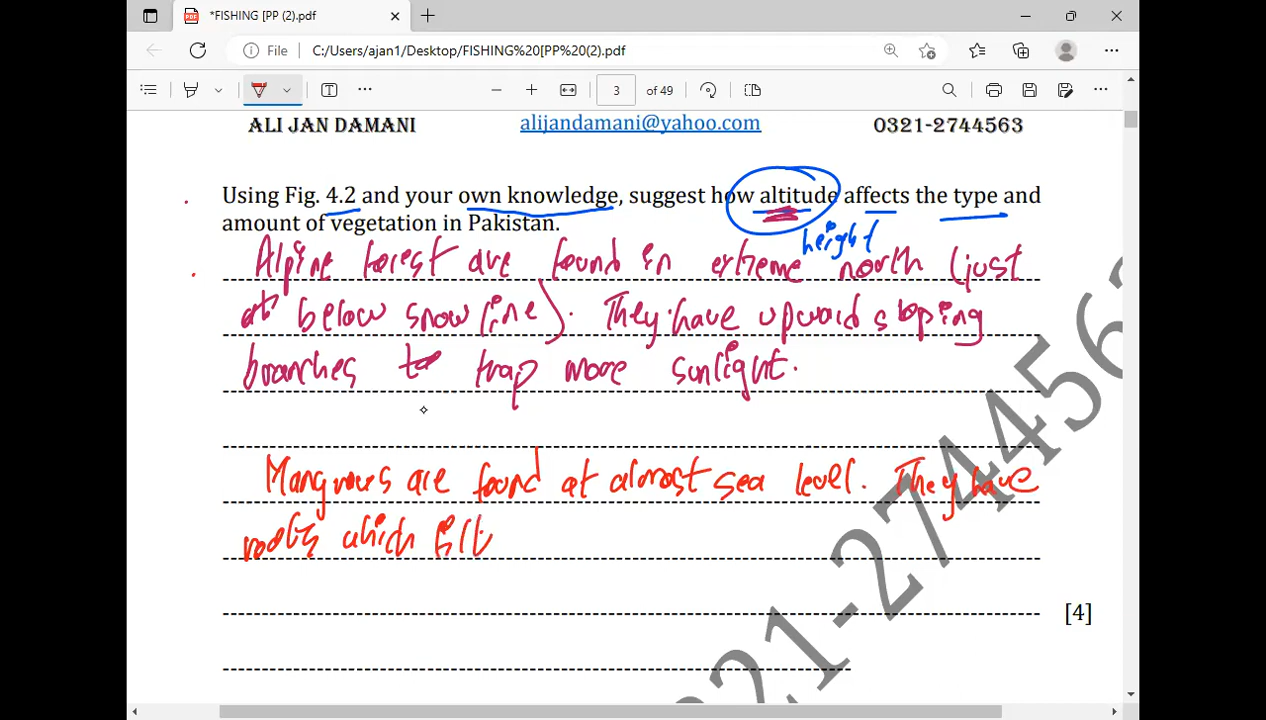 *FISHING [PP (2).pdf
File C:/Users/ajan1/Desktop/FISHING%20[PP%20(2).pdf
3 of 49
ALI JAN DAMANI alijandamani@yahoo.com 0321-2744563
Using Fig. 4.2 and your own knowledge, suggest how altitude affects the type and
amount of vegetation in Pakistan.
height
Alpine forest are found in extreme north (just
at below snowline). They have upward sloping
branches to trap more sunlight.
Mangroves are found at almost sea level. They have
roots which filt
[4]
0321-2744563